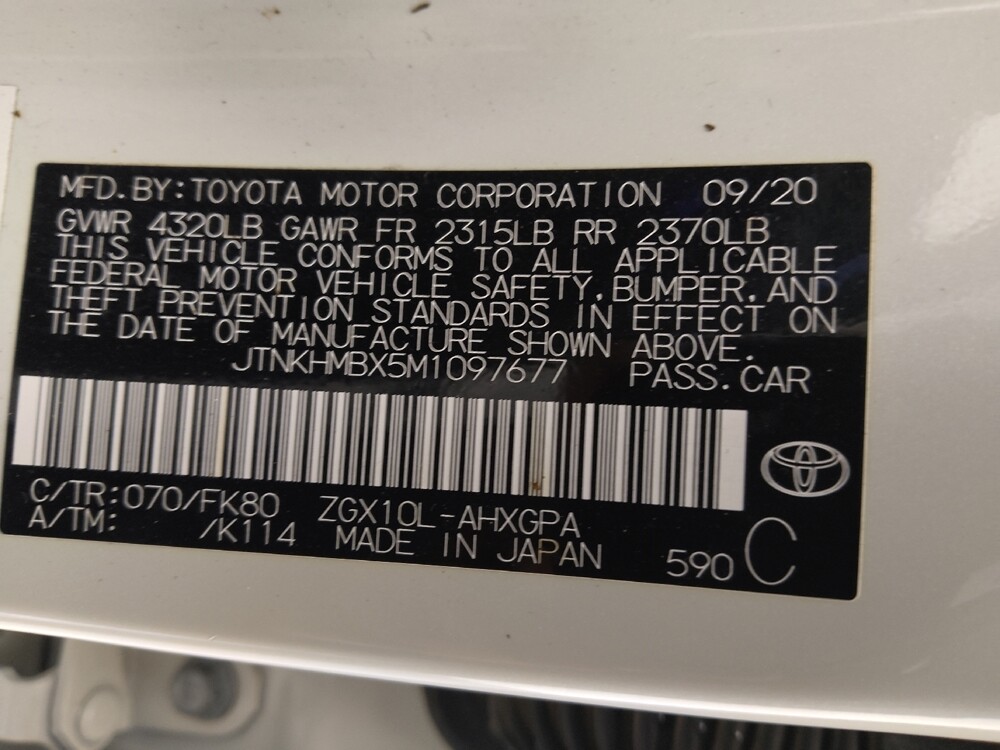 MFD.BY:TOYOTA MOTOR CORPORATION 09/20
GVWR 4320LB GAWR FR 2315LB RR 2370LB
THIS VEHICLE CONFORMS TO ALL APPLICABLE
FEDERAL MOTOR VEHICLE SAFETY,BUMPER,AND
THEFT PREVENTION STANDARDS IN EFFECT ON
THE DATE OF MANUFACTURE SHOWN ABOVE.
JTNKHMBX5M1097677 PASS.CAR
C/TR:070/FK80 ZGX10L-AHXGPA
A/TM: /K114 MADE IN JAPAN 590 C